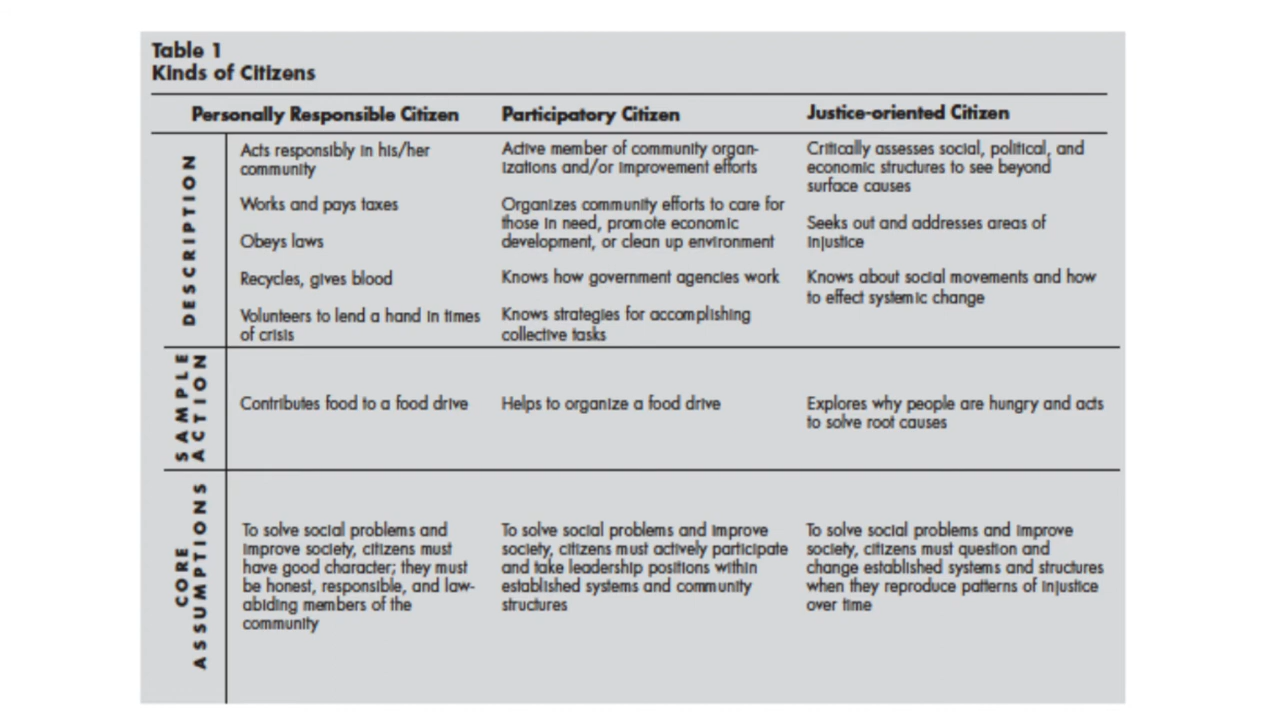 Table 1
Kinds of Citizens
Personally Responsible Citizen
Participatory Citizen
Justice-oriented Citizen
DESCRIPTION
Acts responsibly in his/her
community
Works and pays taxes
Obeys laws
Recycles, gives blood
Volunteers to lend a hand in times
of crisis
Active member of community organ-
izations and/or improvement efforts
Organizes community efforts to care for
those in need, promote economic
development, or clean up environment
Knows how government agencies work
Knows strategies for accomplishing
collective tasks
Critically assesses social, political, and
economic structures to see beyond
surface causes
Seeks out and addresses areas of
injustice
Knows about social movements and how
to effect systemic change
SAMPLE
ACTION
Contributes food to a food drive
Helps to organize a food drive
Explores why people are hungry and acts
to solve root causes
CORE
ASSUMPTIONS
To solve social problems and
improve society, citizens must
have good character; they must
be honest, responsible, and law-
abiding members of the
community
To solve social problems and improve
society, citizens must actively participate
and take leadership positions within
established systems and community
structures
To solve social problems and improve
society, citizens must question and
change established systems and structures
when they reproduce patterns of injustice
over time